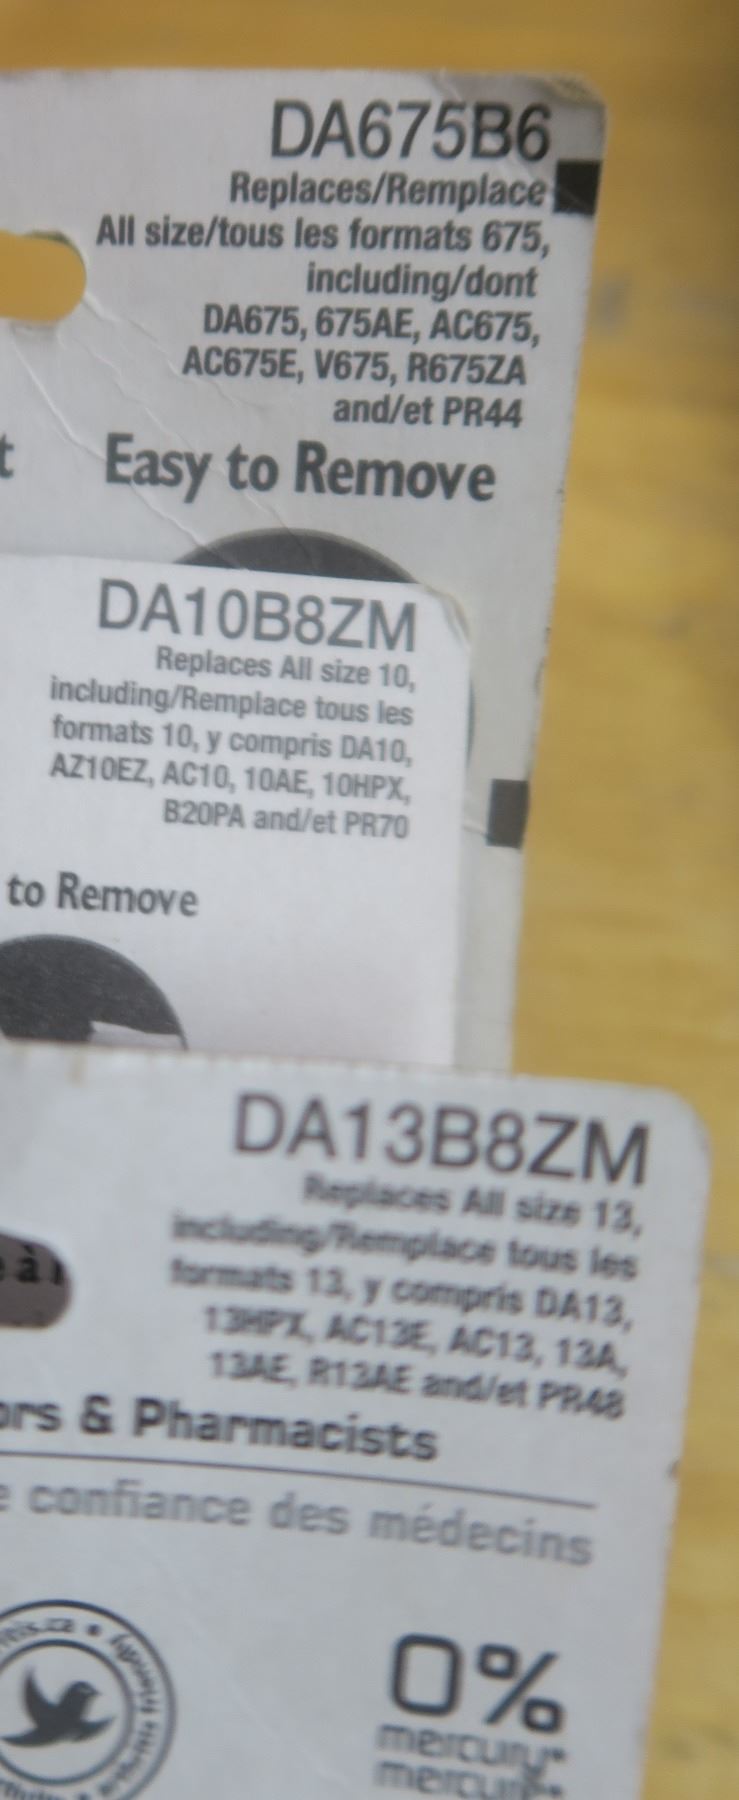 DA675B6
Replaces/Remplace
All size/tous les formats 675,
including/dont
DA675, 675AE, AC675,
AC675E, V675, R675ZA
and/et PR44
t Easy to Remove
DA10B8ZM
Replaces All size 10,
including/Remplace tous les
formats 10, y compris DA10,
AZ10EZ, AC10, 10AE, 10HPX,
B20PA and/et PR70
to Remove
DA13B8ZM
Replaces All size 13,
including/Remplace tous les
formats 13, y compris DA13,
13HPX, AC13E, AC13, 13A,
13AE, R13AE and/et PR48
à
ors & Pharmacists
e confiance des médecins
0%
mercury*